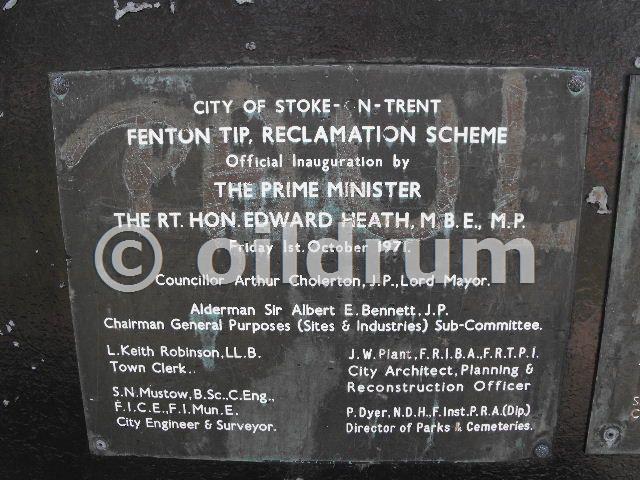 CITY OF STOKE-ON-TRENT
FENTON TIP, RECLAMATION SCHEME
Official Inauguration by
THE PRIME MINISTER
THE RT. HON. EDWARD HEATH, M.B.E., M.P.
Friday 1st. October 1971.
© oildrum
Councillor Arthur Cholerton, J.P., Lord Mayor.
Alderman Sir Albert E. Bennett, J.P.
Chairman General Purposes (Sites & Industries) Sub-Committee.
L. Keith Robinson, LL.B.
Town Clerk.
S.N. Mustow, B.Sc., C.Eng.,
F.I.C.E., F.I. Mun. E.
City Engineer & Surveyor.
J.W. Plant, F.R.I.B.A., F.R.T.P.I.
City Architect, Planning &
Reconstruction Officer
P. Dyer, N.D.H., F. Inst. P.R.A. (Dip.)
Director of Parks & Cemeteries.